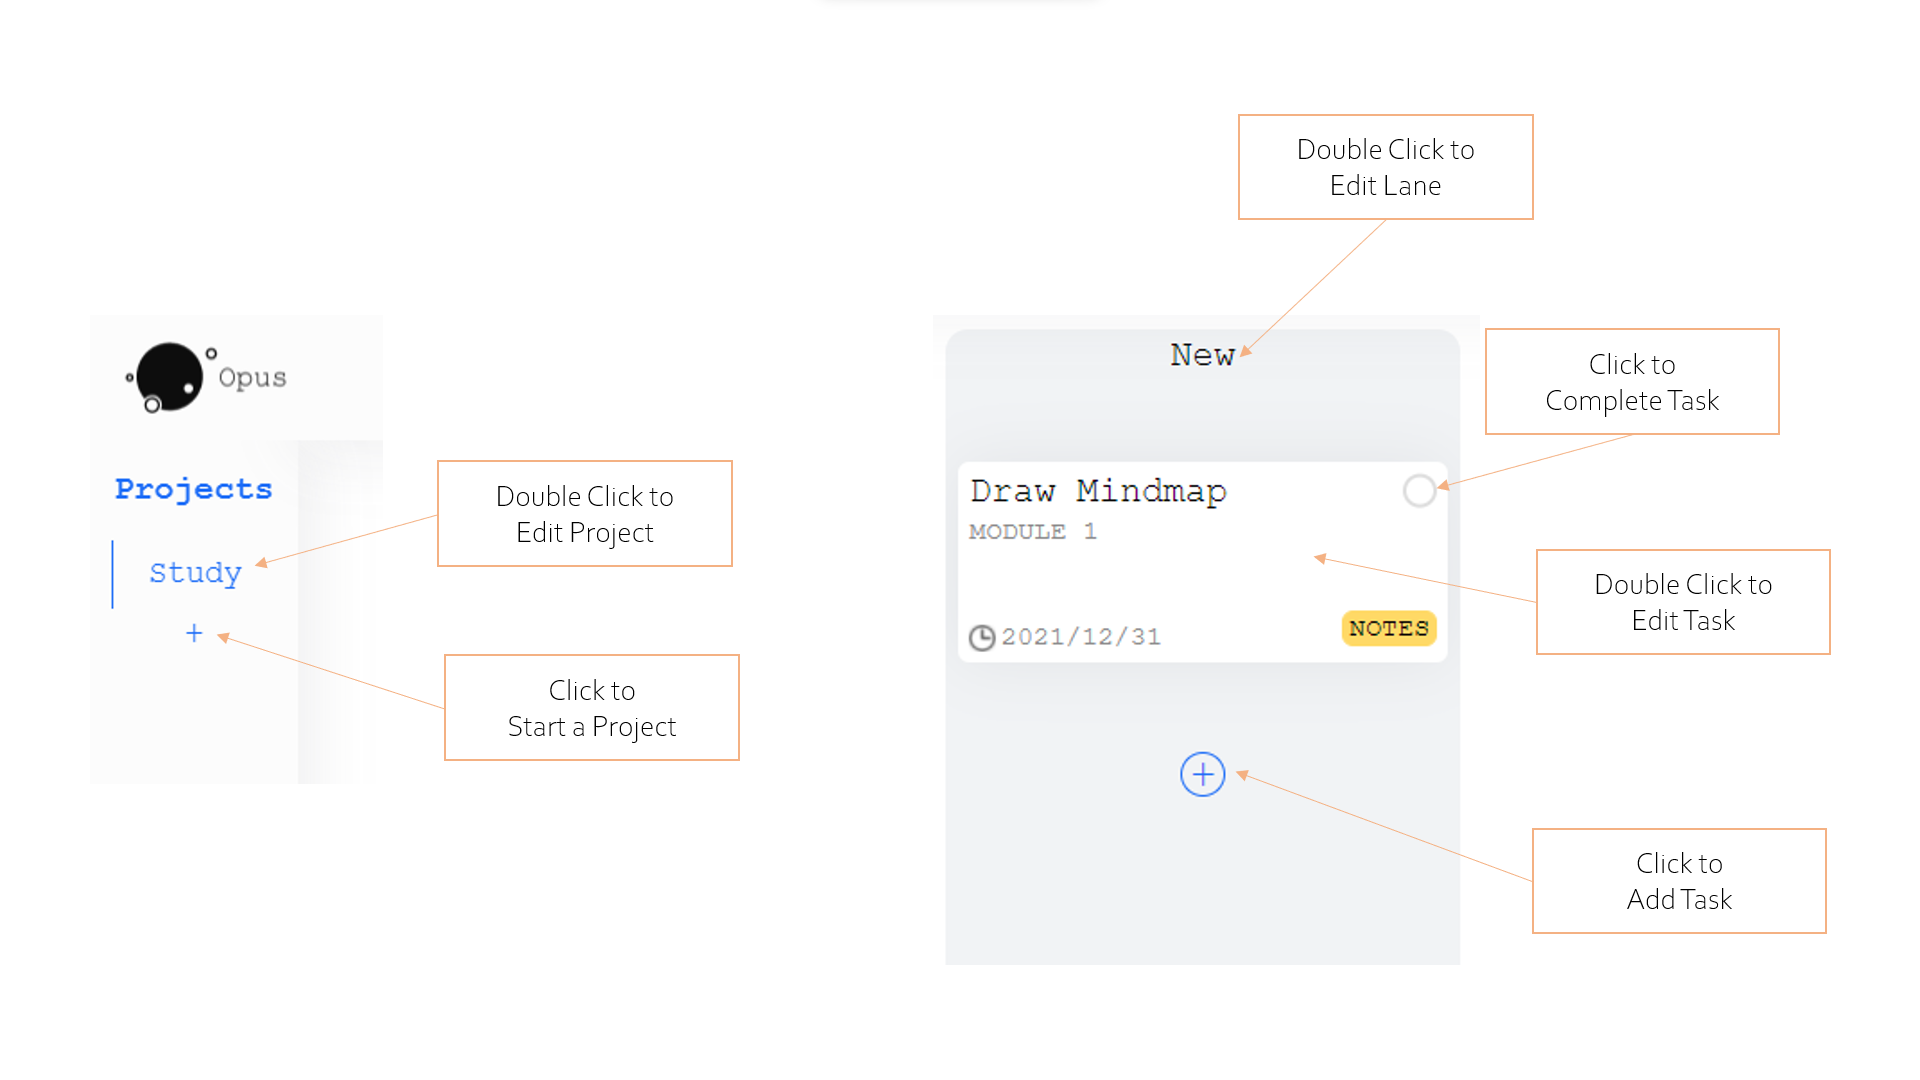 Opus
Projects
Study
+
Double Click to
Edit Project
Click to
Start a Project
Double Click to
Edit Lane
New
Click to
Complete Task
Draw Mindmap
MODULE 1
Double Click to
Edit Task
2021/12/31
NOTES
+
Click to
Add Task